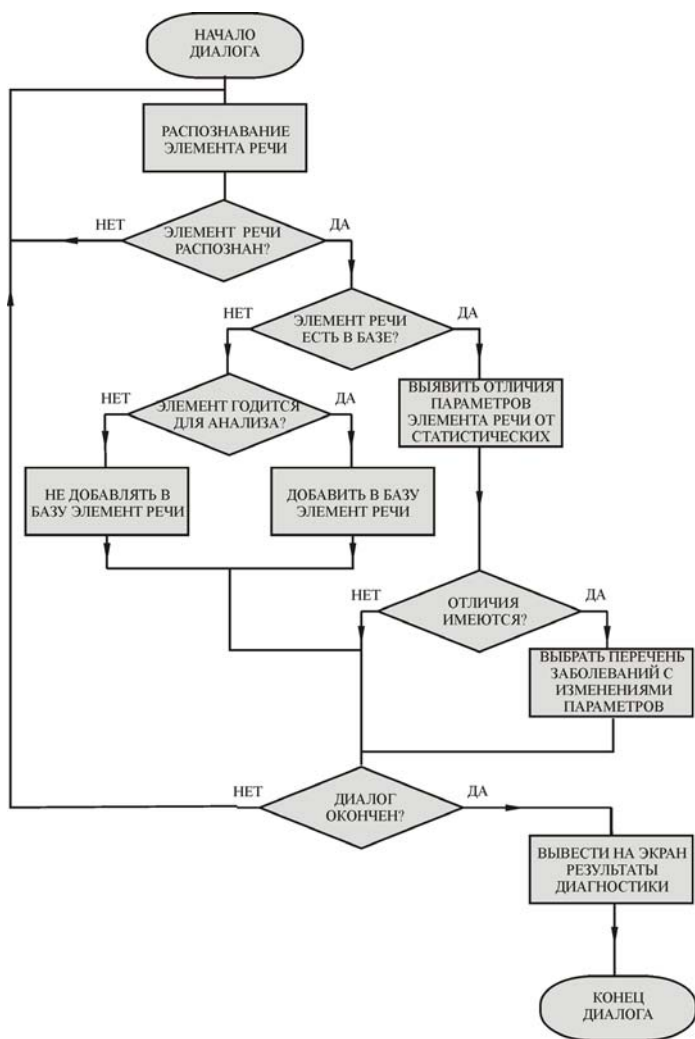 НАЧАЛО
ДИАЛОГА
РАСПОЗНАВАНИЕ
ЭЛЕМЕНТА РЕЧИ
НЕТ
ДА
ЭЛЕМЕНТ РЕЧИ
РАСПОЗНАН?
НЕТ
ДА
ЭЛЕМЕНТ РЕЧИ
ЕСТЬ В БАЗЕ?
НЕТ
ДА
ЭЛЕМЕНТ ГОДИТСЯ
ДЛЯ АНАЛИЗА?
ВЫЯВИТЬ ОТЛИЧИЯ
ПАРАМЕТРОВ
ЭЛЕМЕНТА РЕЧИ ОТ
СТАТИСТИЧЕСКИХ
НЕ ДОБАВЛЯТЬ В
БАЗУ ЭЛЕМЕНТ РЕЧИ
ДОБАВИТЬ В БАЗУ
ЭЛЕМЕНТ РЕЧИ
НЕТ
ДА
ОТЛИЧИЯ
ИМЕЮТСЯ?
ВЫБРАТЬ ПЕРЕЧЕНЬ
ЗАБОЛЕВАНИЙ С
ИЗМЕНЕНИЯМИ
ПАРАМЕТРОВ
НЕТ
ДА
ДИАЛОГ
ОКОНЧЕН?
ВЫВЕСТИ НА ЭКРАН
РЕЗУЛЬТАТЫ
ДИАГНОСТИКИ
КОНЕЦ
ДИАЛОГА